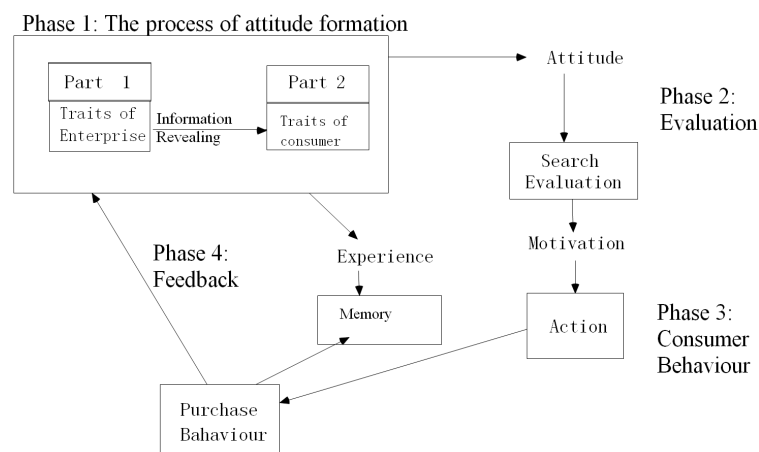 Phase 1: The process of attitude formation
Part 1
Traits of
Enterprise
Information
Revealing
Part 2
Traits of
consumer
Attitude
Phase 2:
Evaluation
Search
Evaluation
Motivation
Phase 4:
Feedback
Experience
Memory
Action
Phase 3:
Consumer
Behaviour
Purchase
Bahaviour